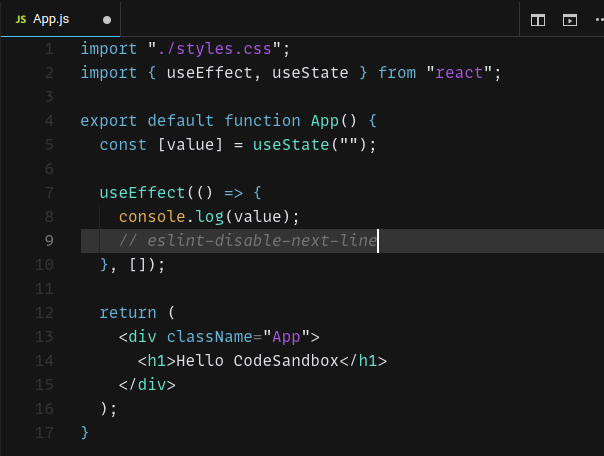 JS App.js
1 import "./styles.css";
2 import { useEffect, useState } from "react";
3
4 export default function App() {
5   const [value] = useState("");
6
7   useEffect(() => {
8     console.log(value);
9     // eslint-disable-next-line
10   }, []);
11
12   return (
13     <div className="App">
14       <h1>Hello CodeSandbox</h1>
15     </div>
16   );
17 }